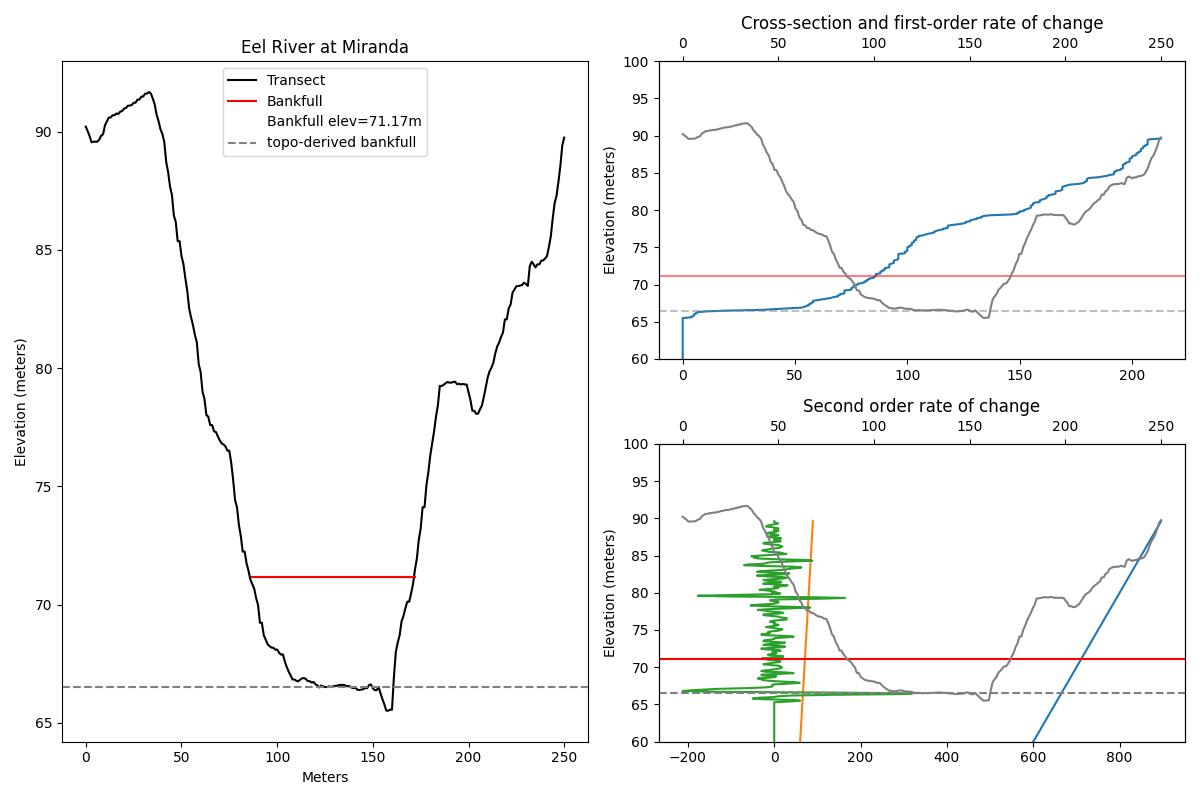 Eel River at Miranda
Transect
Bankfull
Bankfull elev=71.17m
topo-derived bankfull
Elevation (meters)
90
85
80
75
70
65
0 50 100 150 200 250
Meters
Cross-section and first-order rate of change
0 50 100 150 200 250
Elevation (meters)
100
95
90
85
80
75
70
65
60
0 50 100 150 200
Second order rate of change
0 50 100 150 200 250
Elevation (meters)
100
95
90
85
80
75
70
65
60
−200 0 200 400 600 800